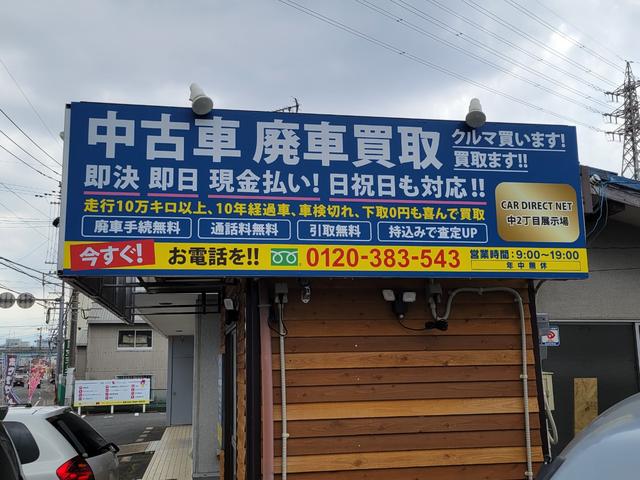 中古車 廃車買取
クルマ買います!
買取ます!!
即決 即日 現金払い! 日祝日も対応!!
走行10万キロ以上、10年経過車、車検切れ、下取0円も喜んで買取
廃車手続無料 通話料無料 引取無料 持込みで査定UP
CAR DIRECT NET
中2丁目展示場
今すぐ! お電話を!! 0120-383-543
営業時間:9:00~19:00
年中無休